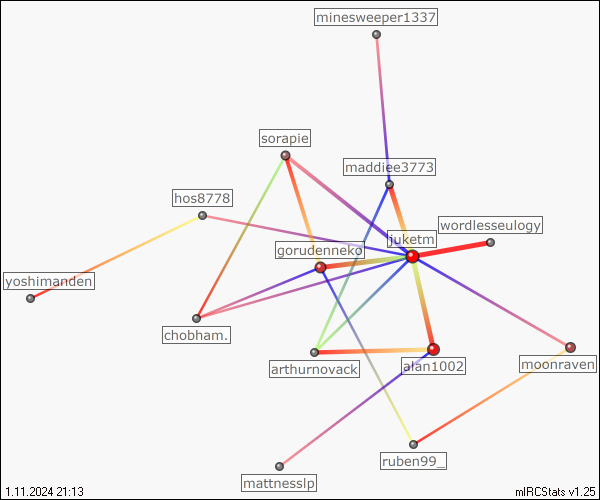 minesweeper1337
sorapie
maddiee3773
hos8778
wordlesseulogy
juketm
gorudenneko
yoshimanden
chobham.
arthurnovack
alan1002
moonraven
ruben99_
mattnesslp
1.11.2024 21:13
mIRCStats v1.25